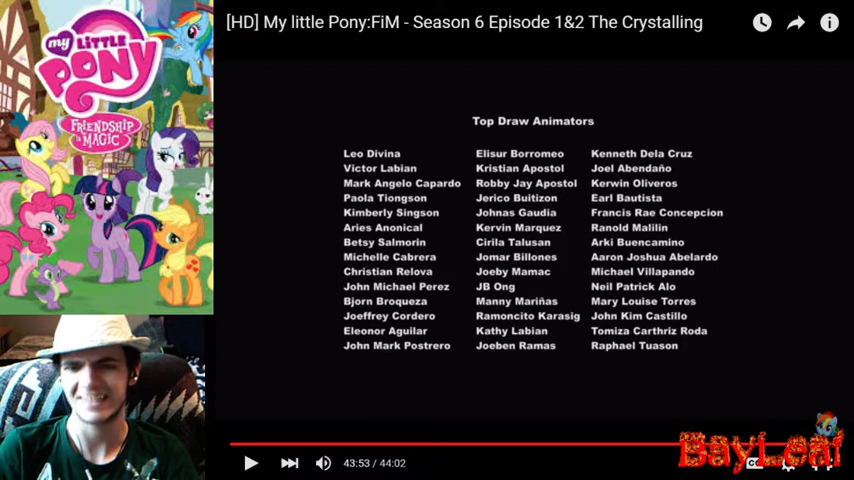 [HD] My little Pony:FiM - Season 6 Episode 1&2 The Crystalling
my LITTLE
PONY
FRIENDSHIP
IS
MAGIC
Top Draw Animators
Leo Divina
Victor Labian
Mark Angelo Capardo
Paola Tiongson
Kimberly Singson
Aries Anonical
Betsy Salmorin
Michelle Cabrera
Christian Relova
John Michael Perez
Bjorn Broqueza
Joeffrey Cordero
Eleonor Aguilar
John Mark Postrero
Elisur Borromeo
Kristian Apostol
Robby Jay Apostol
Jerico Buitizon
Johnas Gaudia
Kervin Marquez
Cirila Talusan
Jomar Billones
Joeby Mamac
JB Ong
Manny Mariñas
Ramoncito Karasig
Kathy Labian
Joeben Ramas
Kenneth Dela Cruz
Joel Abendaño
Kerwin Oliveros
Earl Bautista
Francis Rae Concepcion
Ranold Malilin
Arki Buencamino
Aaron Joshua Abelardo
Michael Villapando
Neil Patrick Alo
Mary Louise Torres
John Kim Castillo
Tomiza Carthriz Roda
Raphael Tuason
43:53 / 44:02
BayLeaf